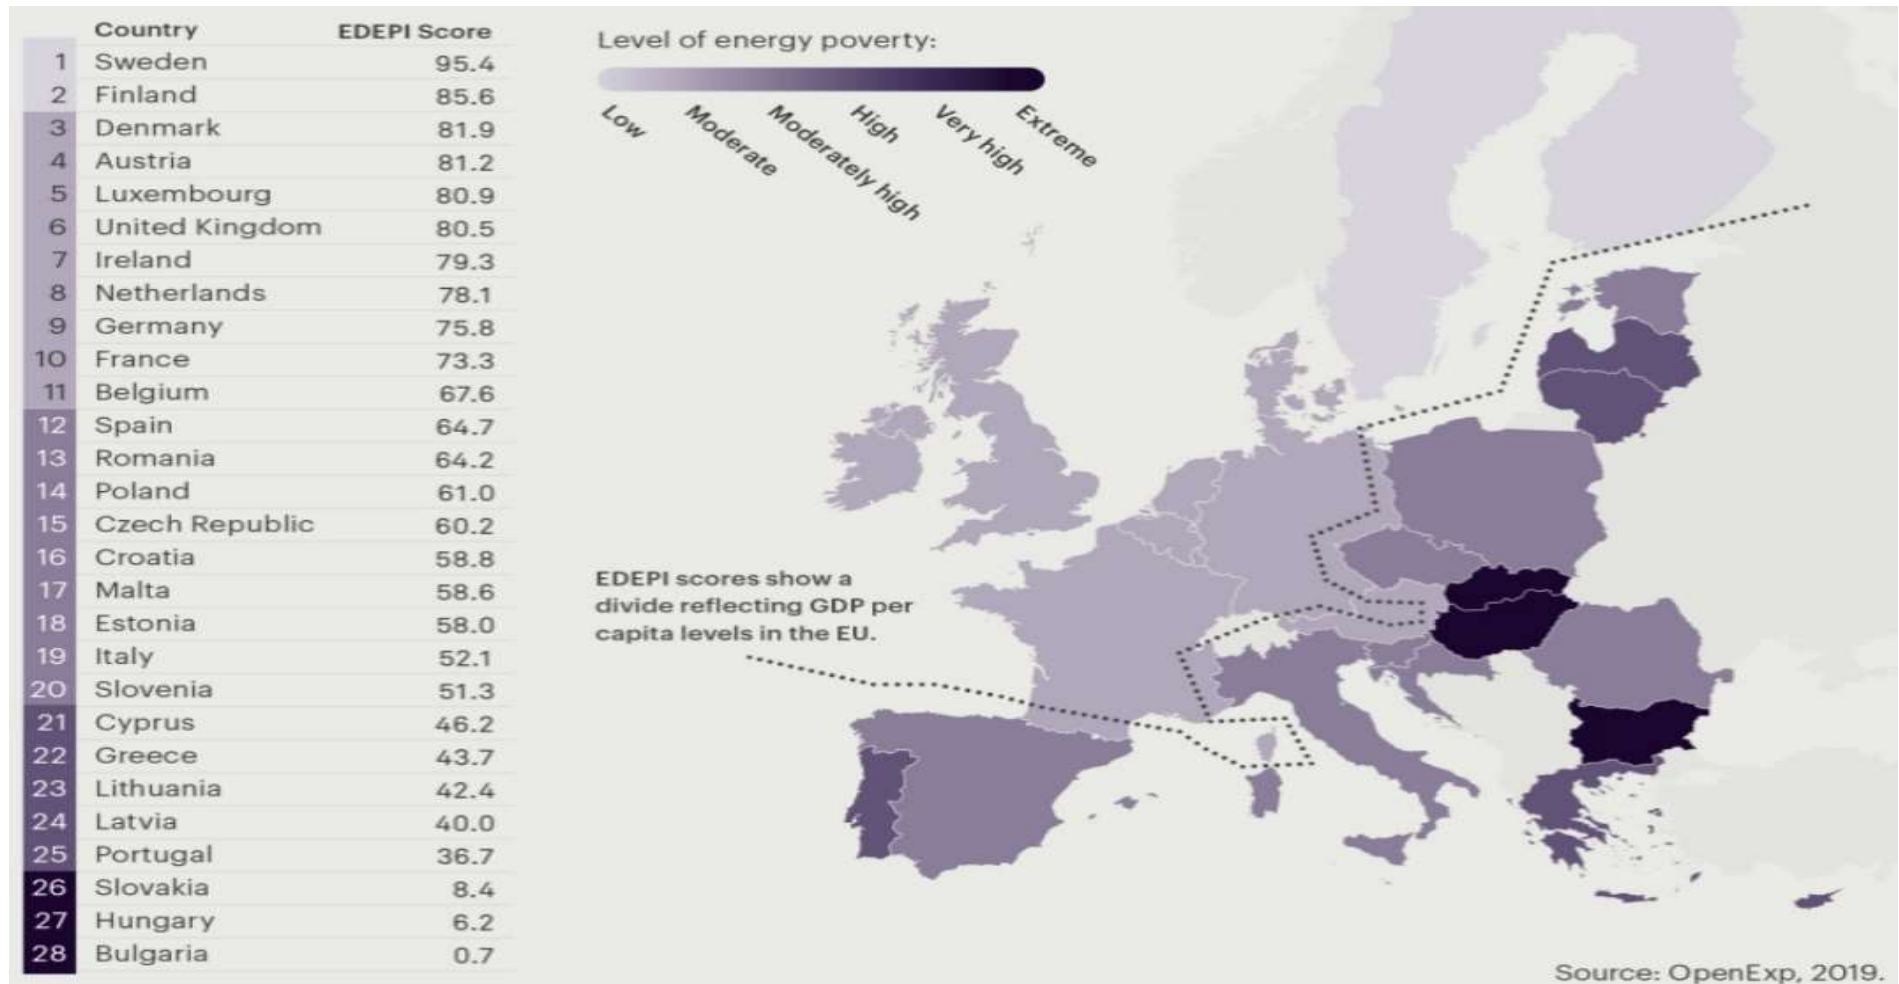 Country EDEPI Score
1 Sweden 95.4
2 Finland 85.6
3 Denmark 81.9
4 Austria 81.2
5 Luxembourg 80.9
6 United Kingdom 80.5
7 Ireland 79.3
8 Netherlands 78.1
9 Germany 75.8
10 France 73.3
11 Belgium 67.6
12 Spain 64.7
13 Romania 64.2
14 Poland 61.0
15 Czech Republic 60.2
16 Croatia 58.8
17 Malta 58.6
18 Estonia 58.0
19 Italy 52.1
20 Slovenia 51.3
21 Cyprus 46.2
22 Greece 43.7
23 Lithuania 42.4
24 Latvia 40.0
25 Portugal 36.7
26 Slovakia 8.4
27 Hungary 6.2
28 Bulgaria 0.7
Level of energy poverty:
Low
Moderate
Moderately high
High
Very high
Extreme
EDEPI scores show a
divide reflecting GDP per
capita levels in the EU.
Source: OpenExp, 2019.